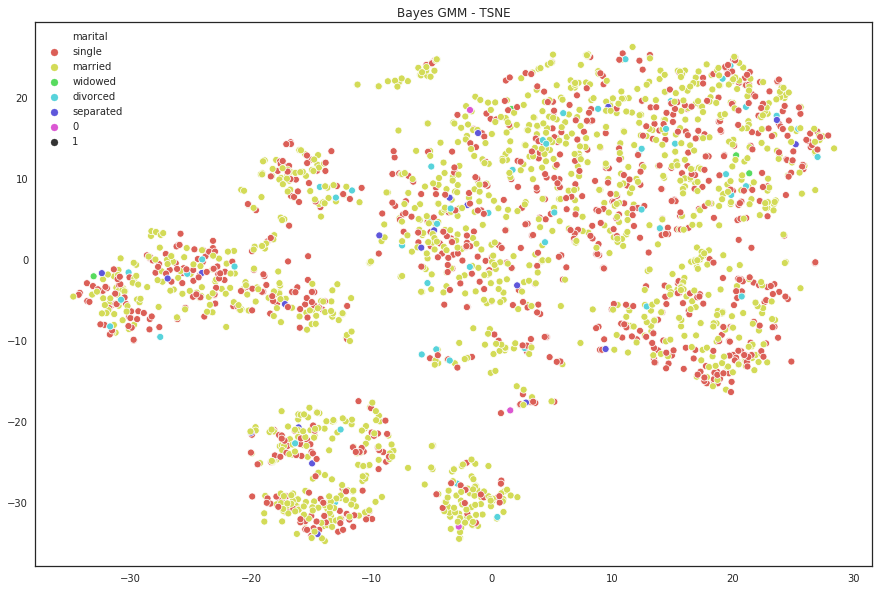 Bayes GMM - TSNE
marital
single
married
widowed
divorced
separated
0
1
20
10
0
−10
−20
−30
−30 −20 −10 0 10 20 30